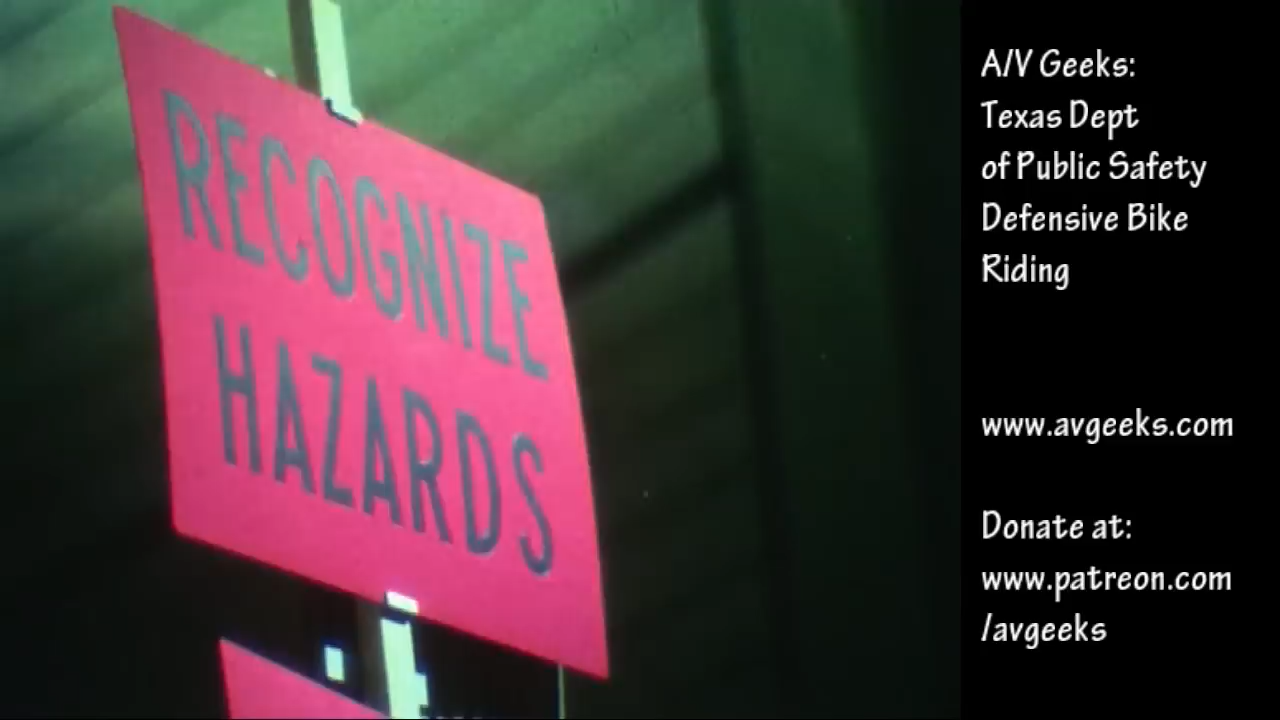 RECOGNIZE
HAZARDS
A/V Geeks:
Texas Dept
of Public Safety
Defensive Bike
Riding
www.avgeeks.com
Donate at:
www.patreon.com
/avgeeks